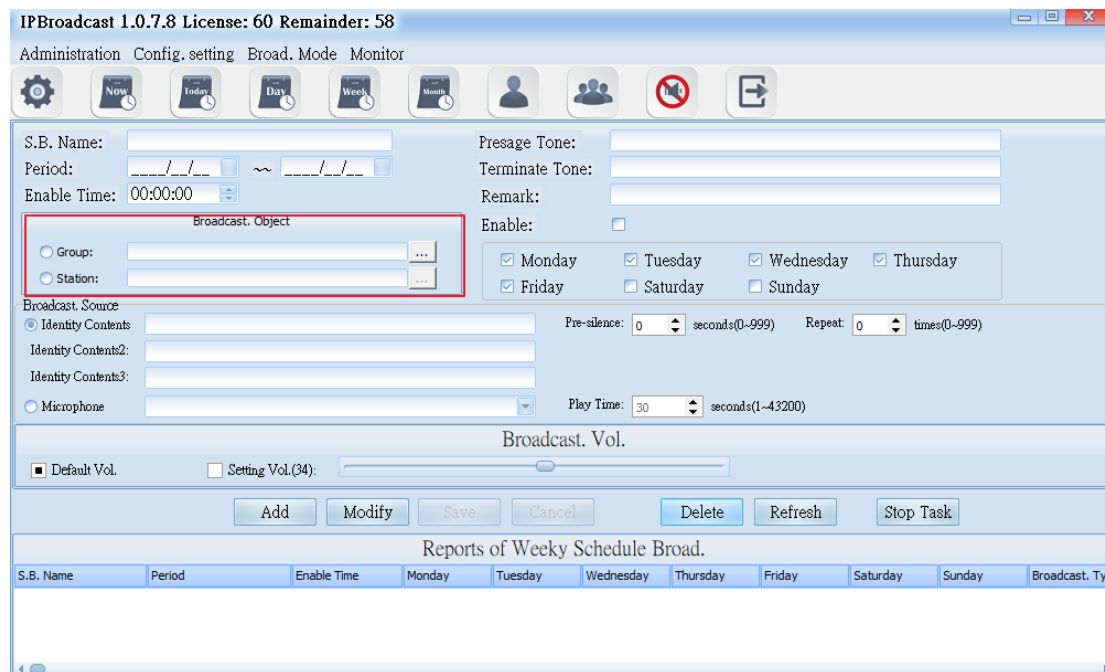 IPBroadcast 1.0.7.8 License: 60 Remainder: 58
Administration Config. setting Broad. Mode Monitor
Now Today Day Week Month
S.B. Name: Presage Tone:
Period: ____/__/__ ~~ ____/__/__ Terminate Tone:
Enable Time: 00:00:00 Remark:
Broadcast. Object Enable:
Group: ... Monday Tuesday Wednesday Thursday
Station: ... Friday Saturday Sunday
Broadcast. Source
Identity Contents Pre-silence: 0 seconds(0~999) Repeat: 0 times(0~999)
Identity Contents2:
Identity Contents3:
Microphone Play Time: 30 seconds(1~43200)
Broadcast. Vol.
Default Vol. Setting Vol.(34):
Add Modify Save Cancel Delete Refresh Stop Task
Reports of Weeky Schedule Broad.
S.B. Name Period Enable Time Monday Tuesday Wednesday Thursday Friday Saturday Sunday Broadcast. Ty